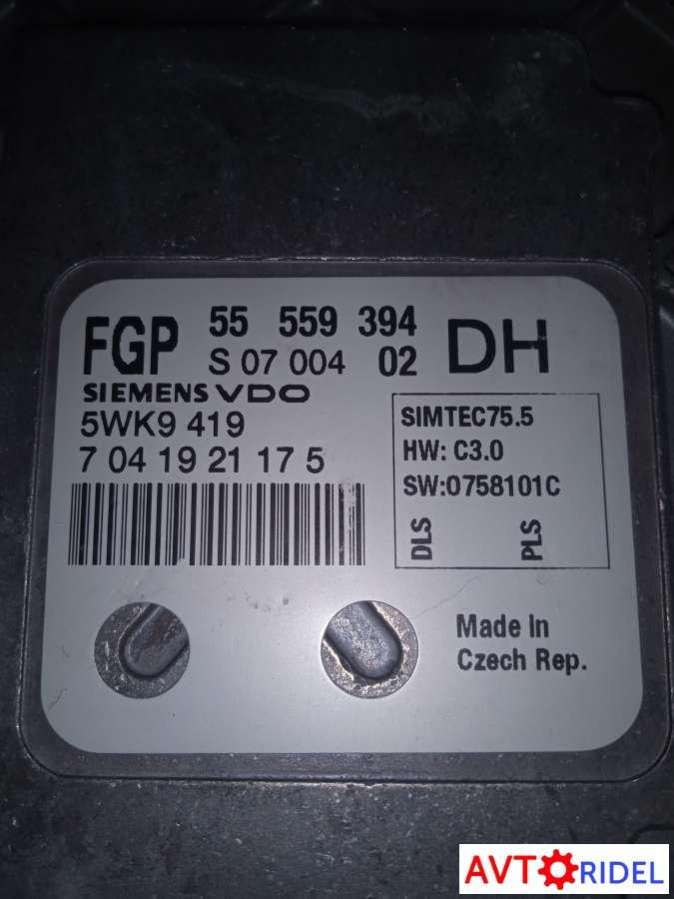 FGP 55 559 394 DH
S 07 004 02
SIEMENS VDO
5WK9 419
7 04 19 21 17 5
SIMTEC75.5
HW: C3.0
SW:0758101C
DLS PLS
Made In
Czech Rep.
AVTORIDEL